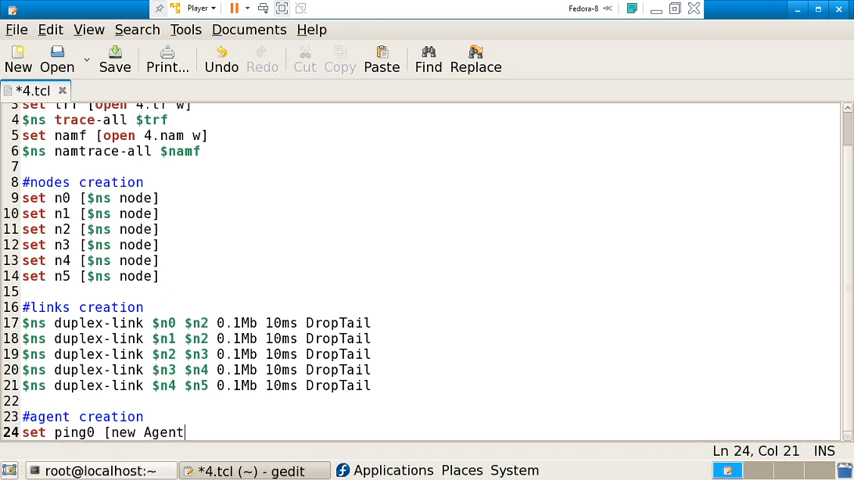 Player Fedora-8
File Edit View Search Tools Documents Help
New Open Save Print... Undo Redo Cut Copy Paste Find Replace
*4.tcl
3 set trf [open 4.tr w]
4 $ns trace-all $trf
5 set namf [open 4.nam w]
6 $ns namtrace-all $namf
7
8 #nodes creation
9 set n0 [$ns node]
10 set n1 [$ns node]
11 set n2 [$ns node]
12 set n3 [$ns node]
13 set n4 [$ns node]
14 set n5 [$ns node]
15
16 #links creation
17 $ns duplex-link $n0 $n2 0.1Mb 10ms DropTail
18 $ns duplex-link $n1 $n2 0.1Mb 10ms DropTail
19 $ns duplex-link $n2 $n3 0.1Mb 10ms DropTail
20 $ns duplex-link $n3 $n4 0.1Mb 10ms DropTail
21 $ns duplex-link $n4 $n5 0.1Mb 10ms DropTail
22
23 #agent creation
24 set ping0 [new Agent
Ln 24, Col 21 INS
root@localhost:~ *4.tcl (~) - gedit Applications Places System